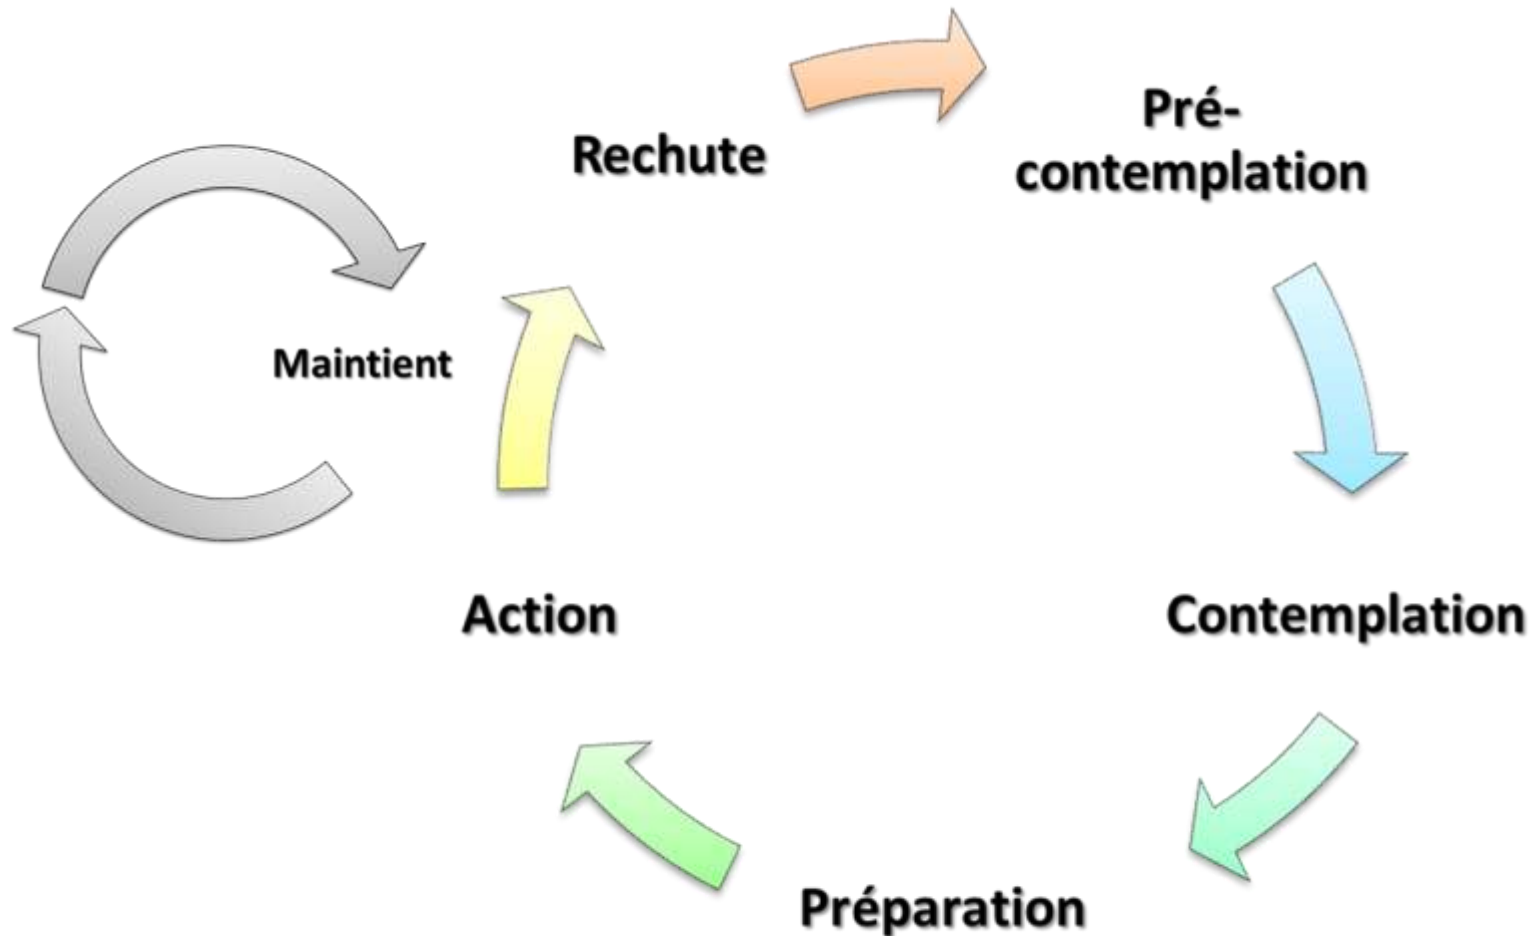 Rechute
Pré-
contemplation
Maintient
Action
Contemplation
Préparation